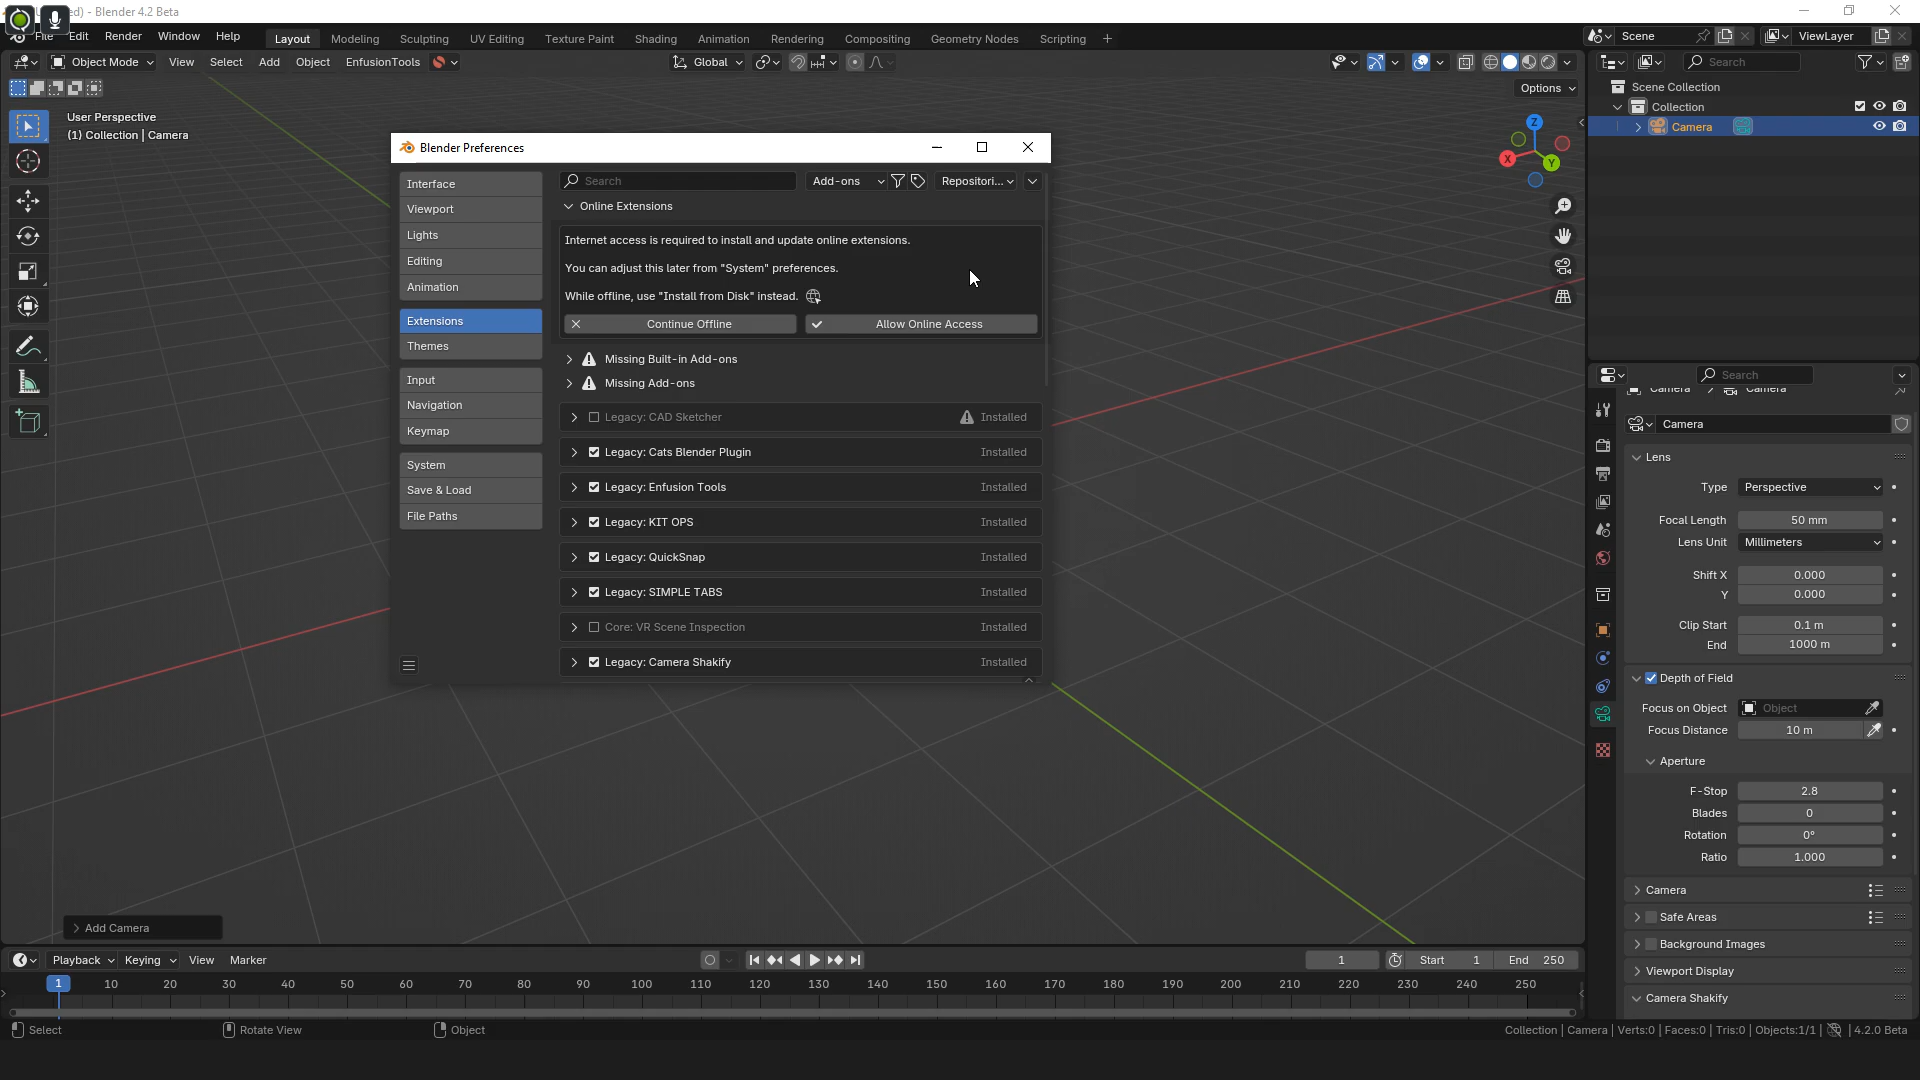 ed) - Blender 4.2 Beta
File Edit Render Window Help
Layout Modeling Sculpting UV Editing Texture Paint Shading Animation Rendering Compositing Geometry Nodes Scripting +
Scene
ViewLayer
Object Mode View Select Add Object EnfusionTools
Global
Options
User Perspective
(1) Collection | Camera
Z
X
Y
Search
Scene Collection
Collection
Camera
Blender Preferences
Interface
Viewport
Lights
Editing
Animation
Extensions
Themes
Input
Navigation
Keymap
System
Save & Load
File Paths
Search Add-ons Repositori...
Online Extensions
Internet access is required to install and update online extensions.
You can adjust this later from "System" preferences.
While offline, use "Install from Disk" instead.
Continue Offline Allow Online Access
Missing Built-in Add-ons
Missing Add-ons
Legacy: CAD Sketcher Installed
Legacy: Cats Blender Plugin Installed
Legacy: Enfusion Tools Installed
Legacy: KIT OPS Installed
Legacy: QuickSnap Installed
Legacy: SIMPLE TABS Installed
Core: VR Scene Inspection Installed
Legacy: Camera Shakify Installed
Search
Camera Camera
Camera
Lens
Type Perspective
Focal Length 50 mm
Lens Unit Millimeters
Shift X 0.000
Y 0.000
Clip Start 0.1 m
End 1000 m
Depth of Field
Focus on Object Object
Focus Distance 10 m
Aperture
F-Stop 2.8
Blades 0
Rotation 0°
Ratio 1.000
Camera
Safe Areas
Background Images
Viewport Display
Camera Shakify
Add Camera
Playback Keying View Marker
1 Start 1 End 250
1 10 20 30 40 50 60 70 80 90 100 110 120 130 140 150 160 170 180 190 200 210 220 230 240 250
Select Rotate View Object
Collection | Camera | Verts:0 | Faces:0 | Tris:0 | Objects:1/1 | 4.2.0 Beta